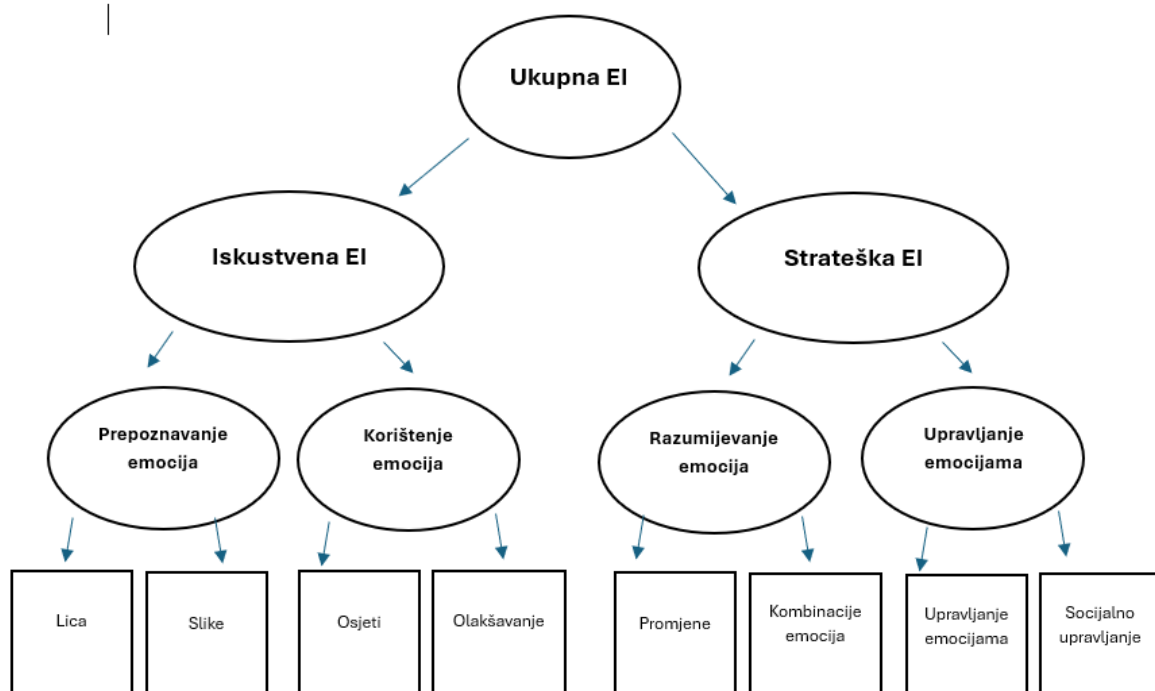 Ukupna EI
Iskustvena EI
Strateška EI
Prepoznavanje
emocija
Korištenje
emocija
Razumijevanje
emocija
Upravljanje
emocijama
Lica
Slike
Osjeti
Olakšavanje
Promjene
Kombinacije
emocija
Upravljanje
emocijama
Socijalno
upravljanje